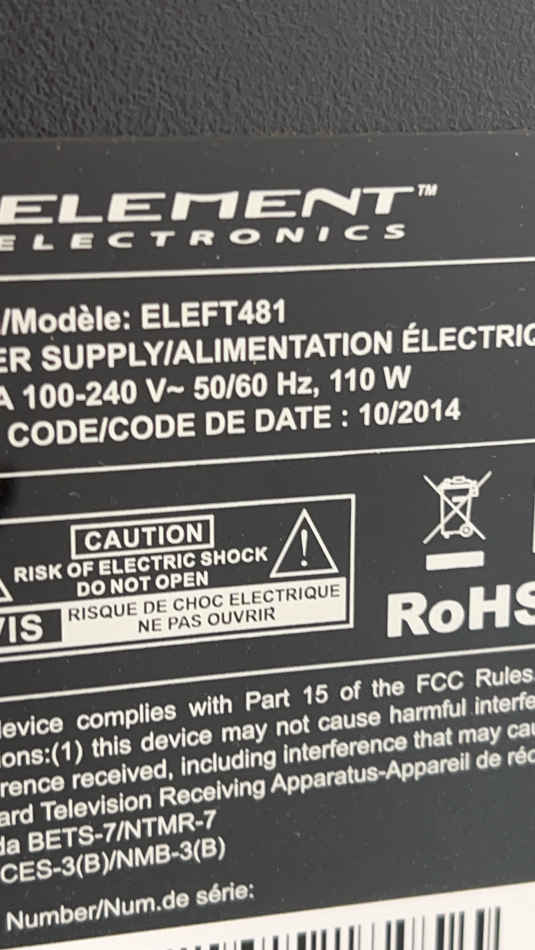 ELEMENT™
ELECTRONICS
/Modèle: ELEFT481
ER SUPPLY/ALIMENTATION ÉLECTRIQ
A 100-240 V~ 50/60 Hz, 110 W
CODE/CODE DE DATE : 10/2014
CAUTION
RISK OF ELECTRIC SHOCK
DO NOT OPEN
VIS
RISQUE DE CHOC ELECTRIQUE
NE PAS OUVRIR
RoHS
device complies with Part 15 of the FCC Rules.
ons:(1) this device may not cause harmful interfe
rence received, including interference that may cau
ard Television Receiving Apparatus-Appareil de réc
da BETS-7/NTMR-7
CES-3(B)/NMB-3(B)
Number/Num.de série: